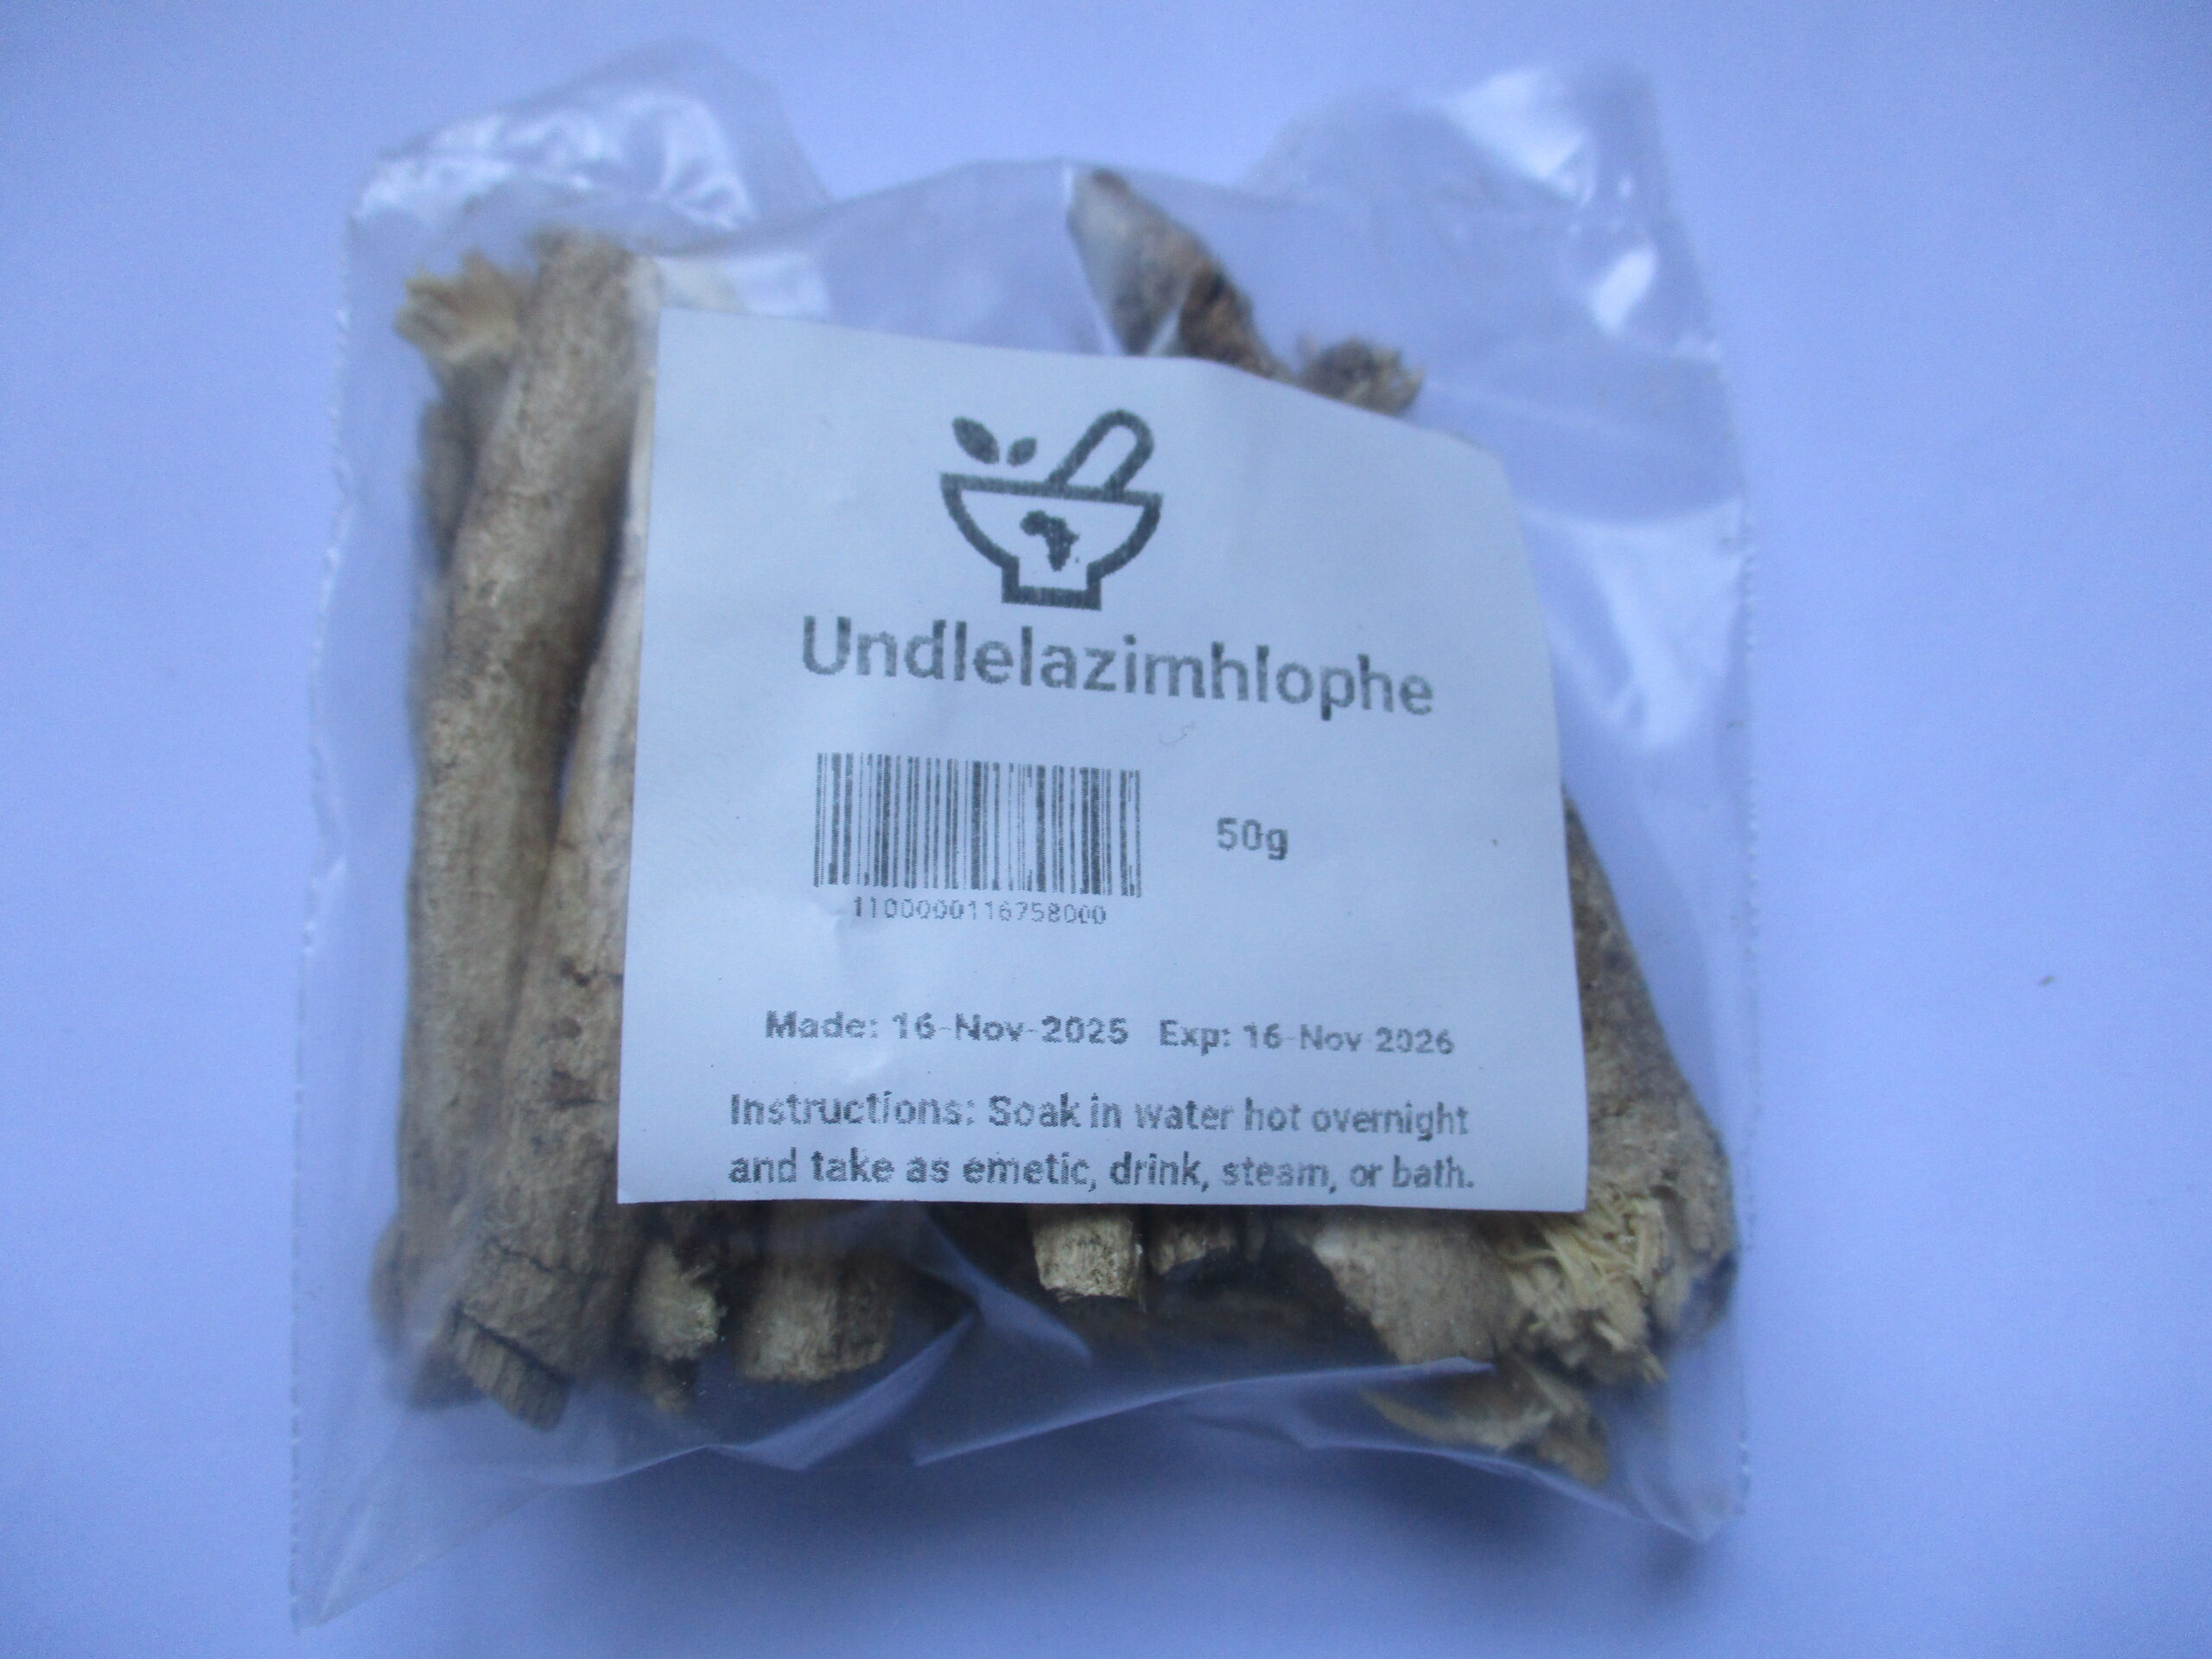 Undlelazimhlophe
50g
1100000116758000
Made: 16-Nov-2025 Exp: 16-Nov-2026
Instructions: Soak in water hot overnight
and take as emetic, drink, steam, or bath.